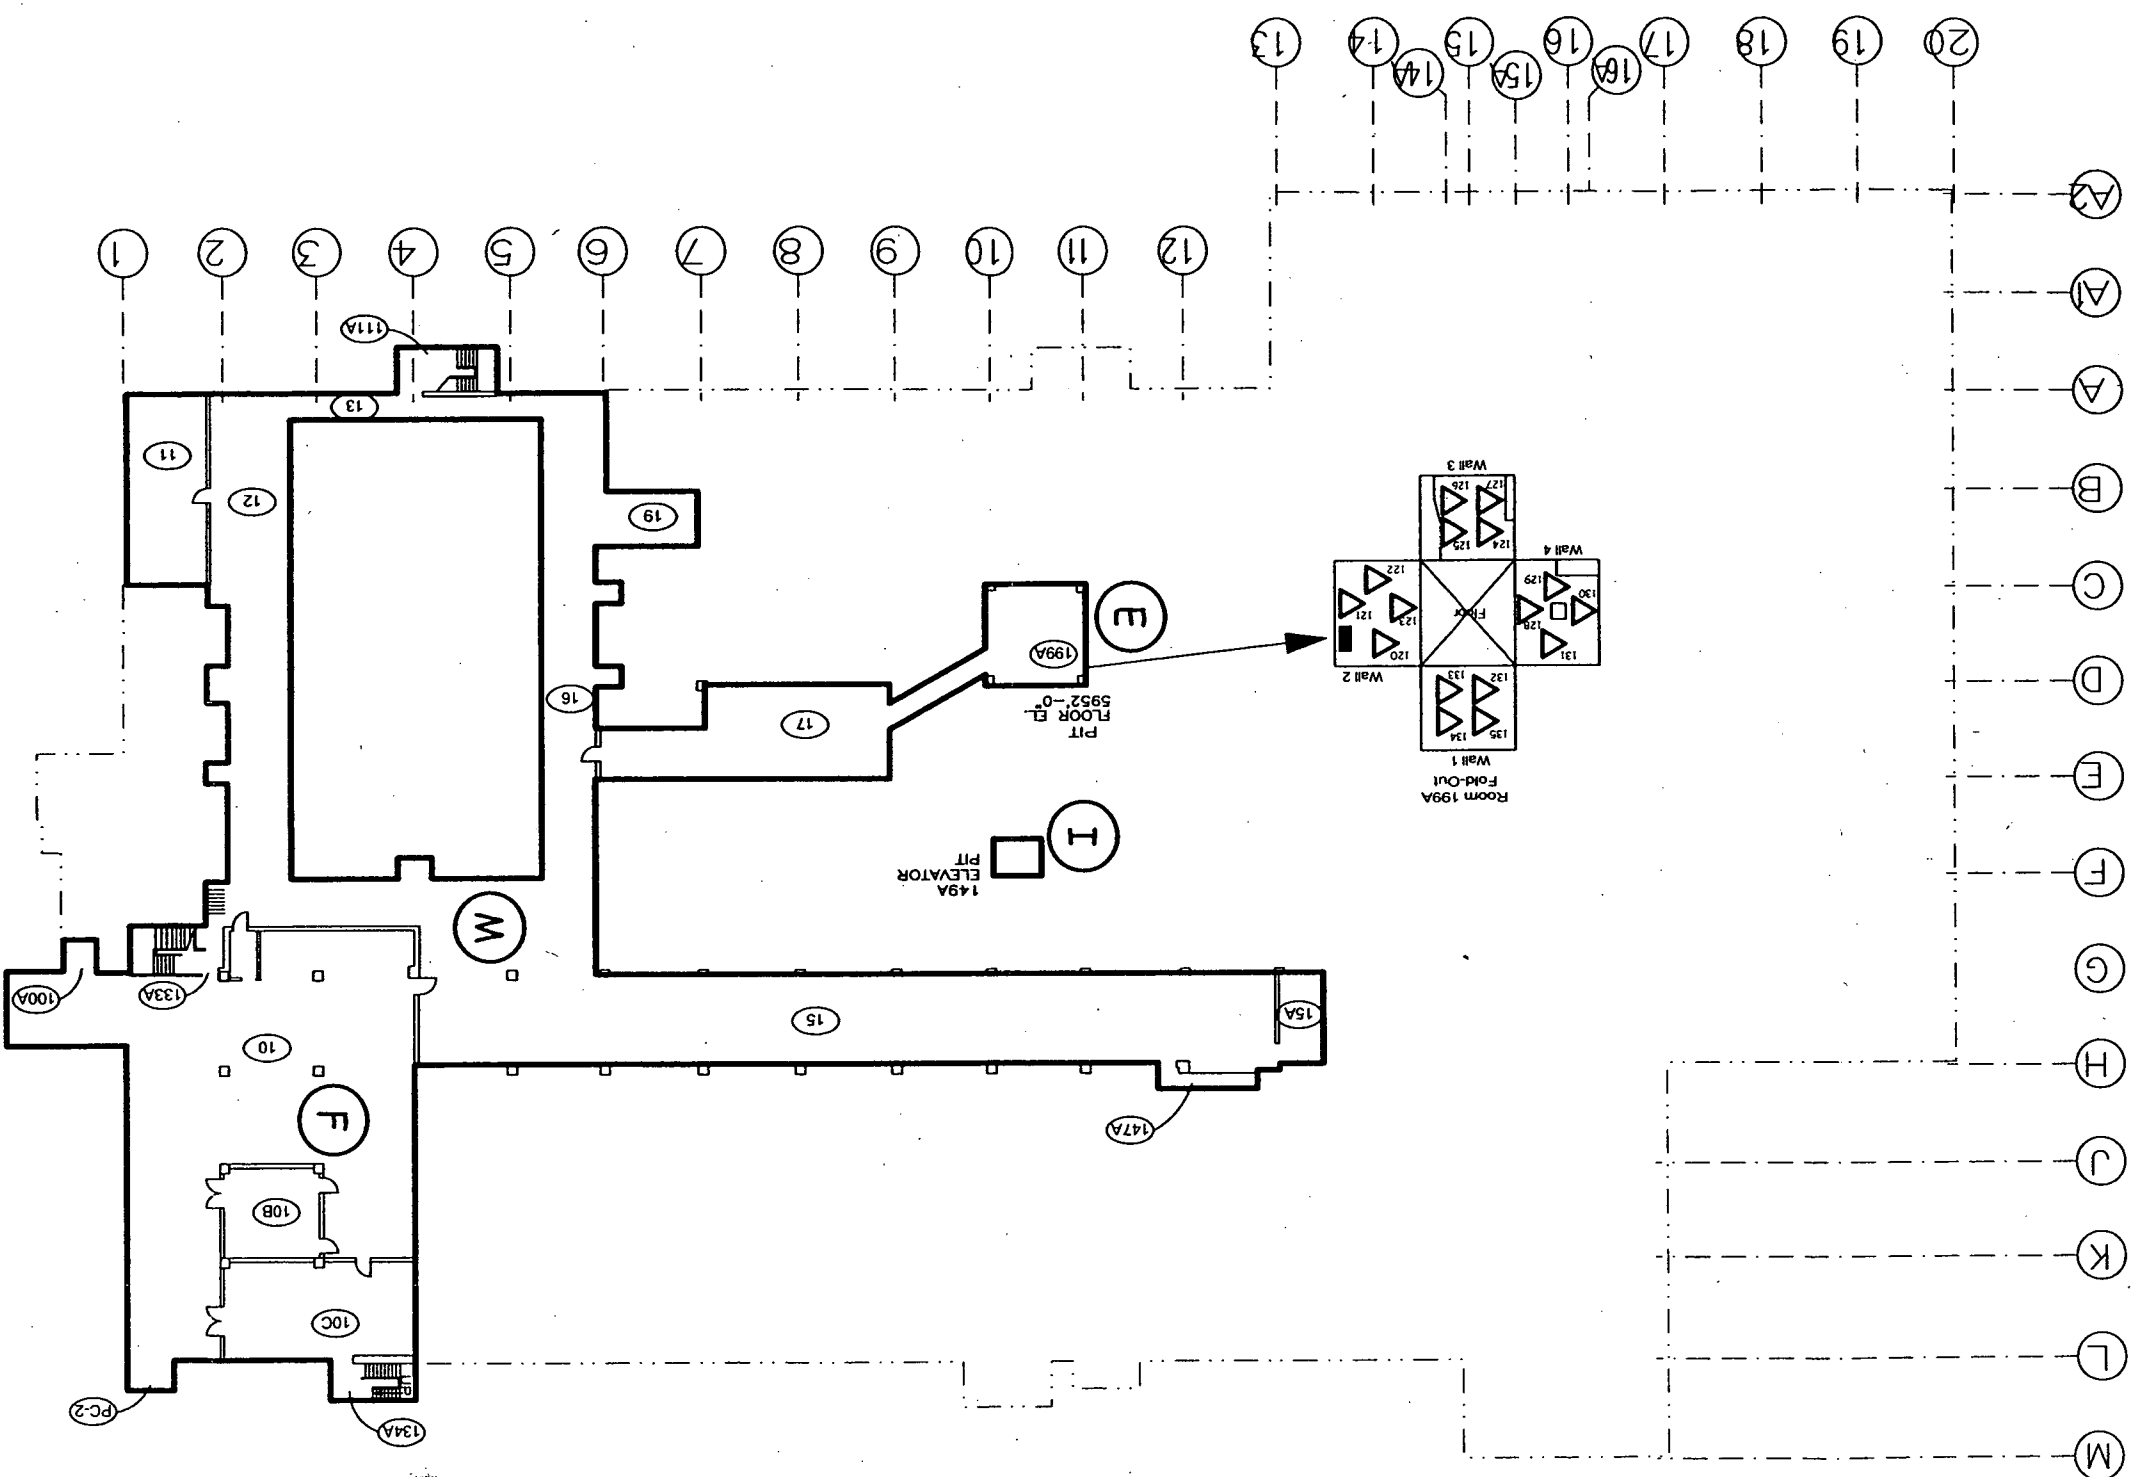 M
134A
PC-2
L
10C
K
10B
J
147A
F
H
10
15
15A
133A
100A
G
M
149A
ELEVATOR
PIT
I
F
Room 199A
Fold-Out
Wall 1
E
PIT
FLOOR EL.
5952'-0"
135
134
132
133
17
16
D
Wall 2
131
120
199A
130
128
Floor
123
121
E
129
122
C
Wall 4
124
125
19
12
127
126
B
Wall 3
11
13
A
111A
A1
12
11
10
9
8
7
6
5
4
3
2
1
A2
16A
15A
14A
20
19
18
17
16
15
14
13